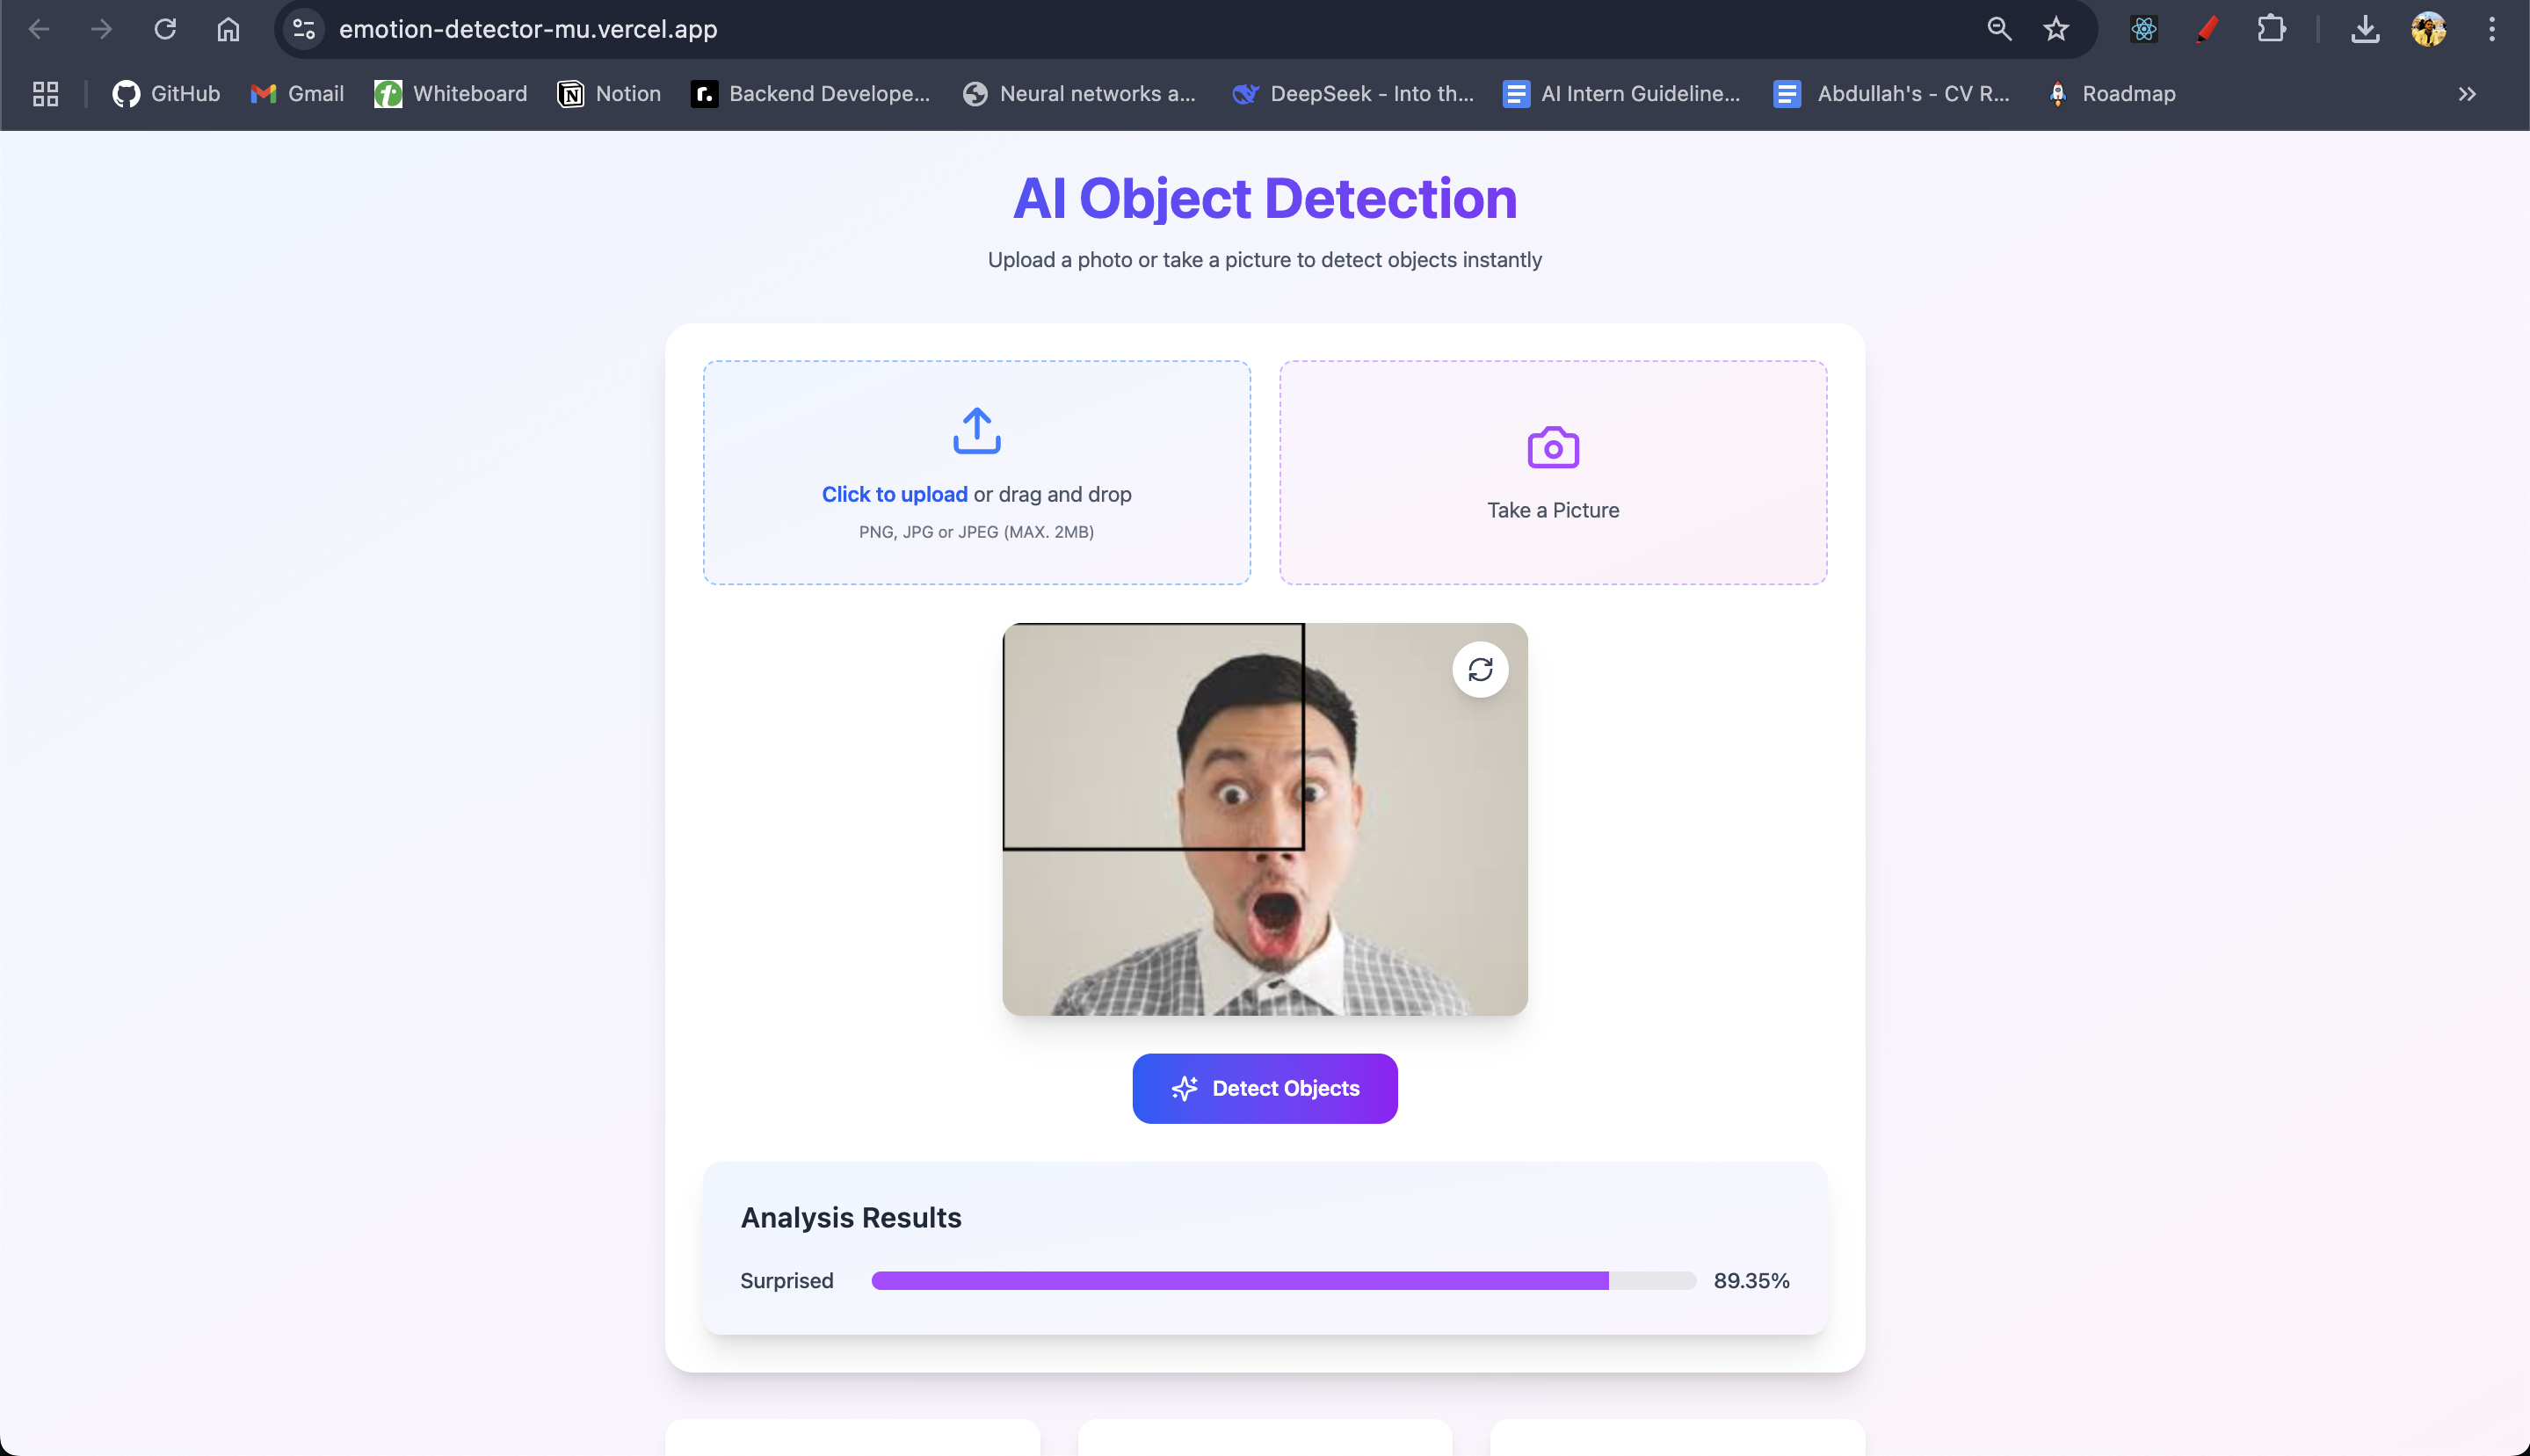 emotion-detector-mu.vercel.app
GitHub Gmail Whiteboard Notion Backend Develope... Neural networks a... DeepSeek - Into th... AI Intern Guideline... Abdullah's - CV R... Roadmap
AI Object Detection
Upload a photo or take a picture to detect objects instantly
Click to upload or drag and drop
PNG, JPG or JPEG (MAX. 2MB)
Take a Picture
Detect Objects
Analysis Results
Surprised 89.35%